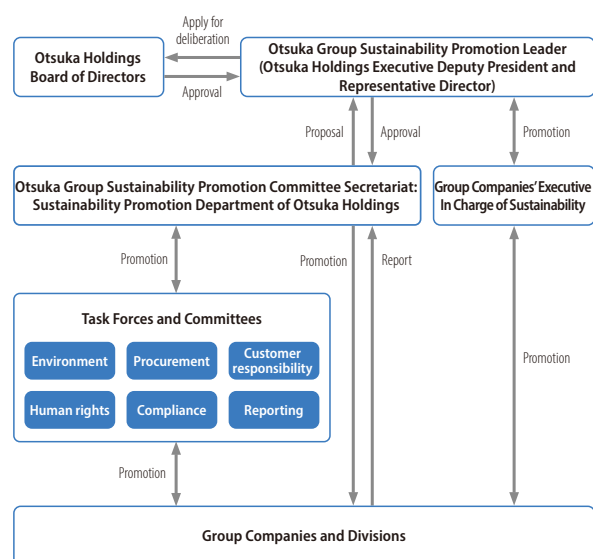 Apply for
deliberation
Otsuka Holdings
Board of Directors
Approval
Otsuka Group Sustainability Promotion Leader
(Otsuka Holdings Executive Deputy President and
Representative Director)
Proposal
Approval
Promotion
Otsuka Group Sustainability Promotion Committee Secretariat:
Sustainability Promotion Department of Otsuka Holdings
Group Companies' Executive
In Charge of Sustainability
Promotion
Promotion
Report
Task Forces and Committees
Environment
Procurement
Customer
responsibility
Human rights
Compliance
Reporting
Promotion
Promotion
Group Companies and Divisions